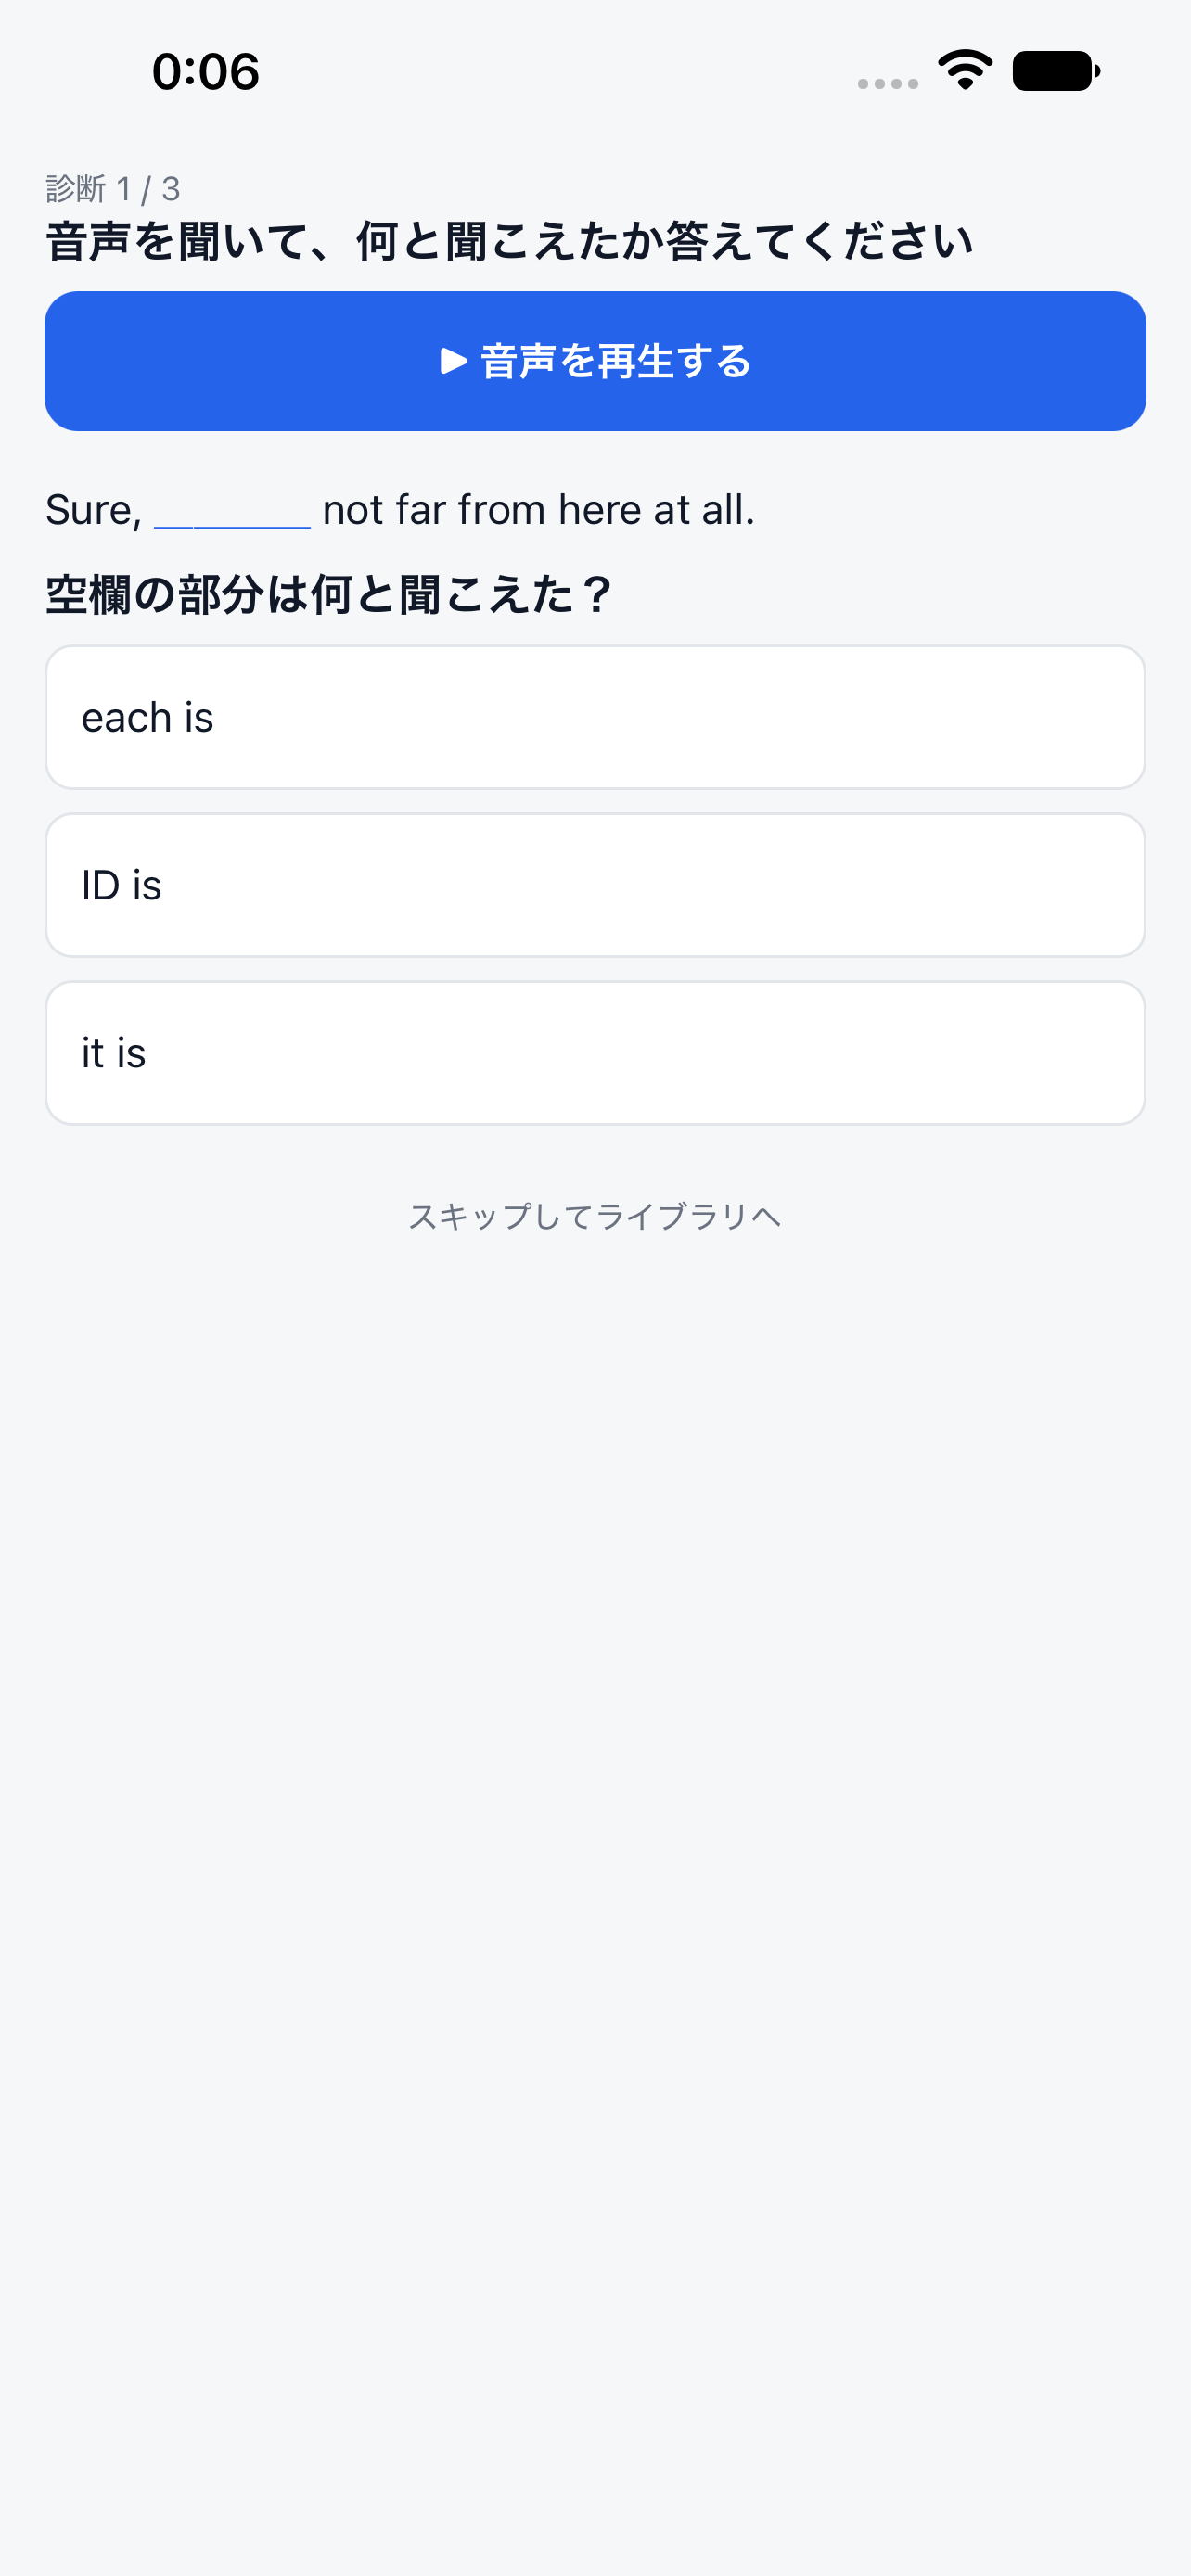 0:06
診断 1 / 3
音声を聞いて、何と聞こえたか答えてください
▶ 音声を再生する
Sure, ________ not far from here at all.
空欄の部分は何と聞こえた？
each is
ID is
it is
スキップしてライブラリへ